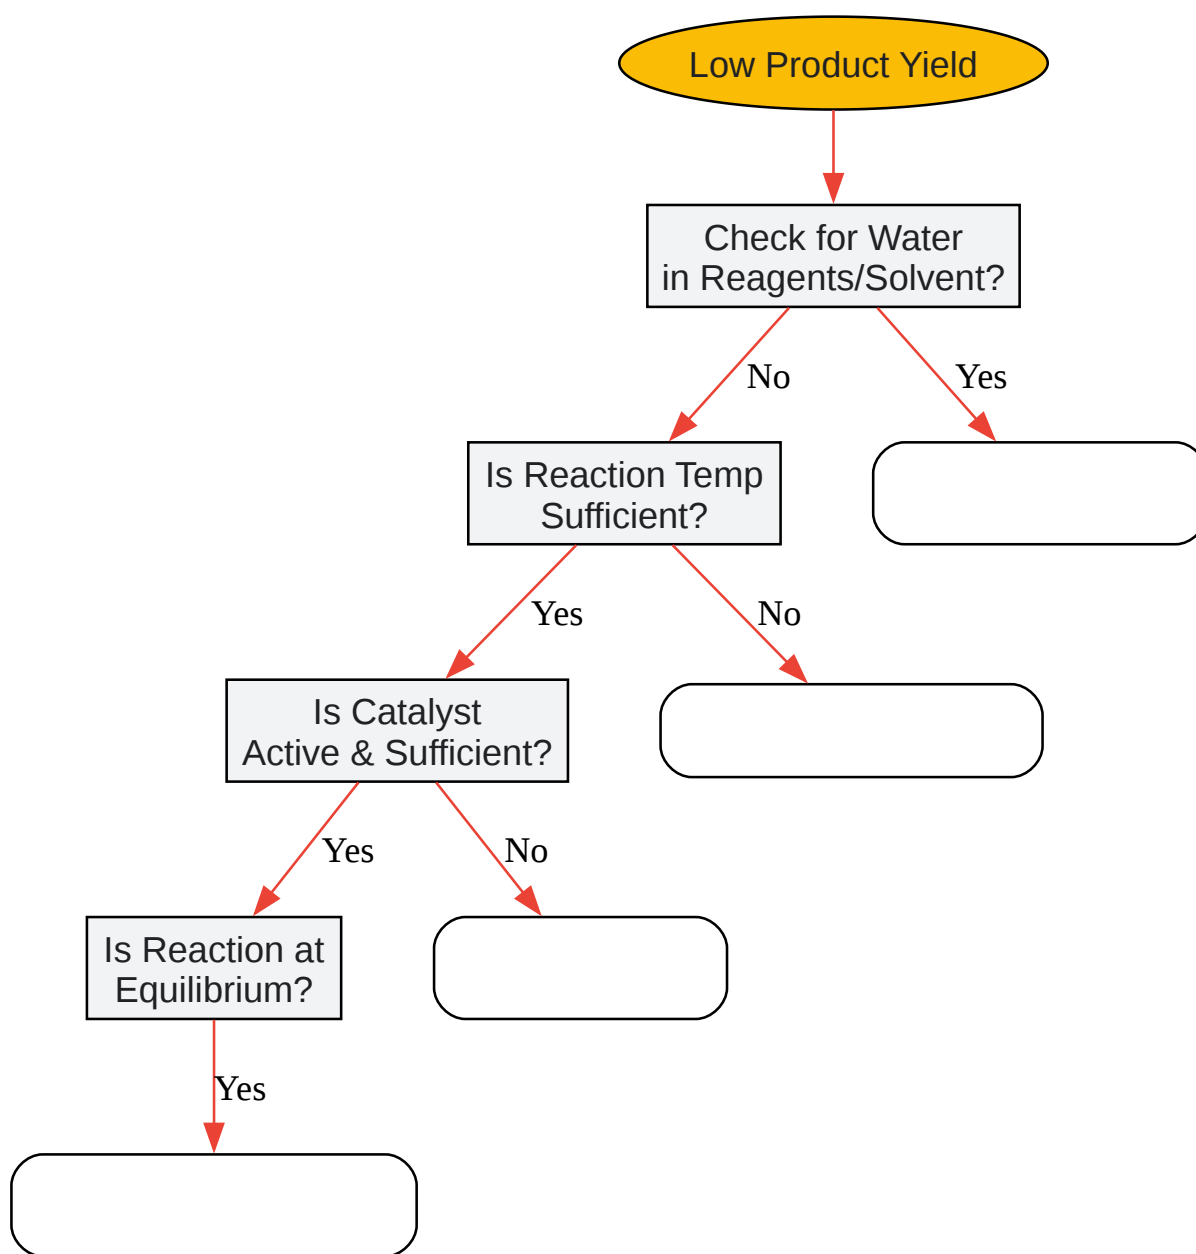 Low Product Yield
Check for Water
in Reagents/Solvent?
No
Yes
Is Reaction Temp
Sufficient?
Yes
No
Is Catalyst
Active & Sufficient?
Yes
No
Is Reaction at
Equilibrium?
Yes